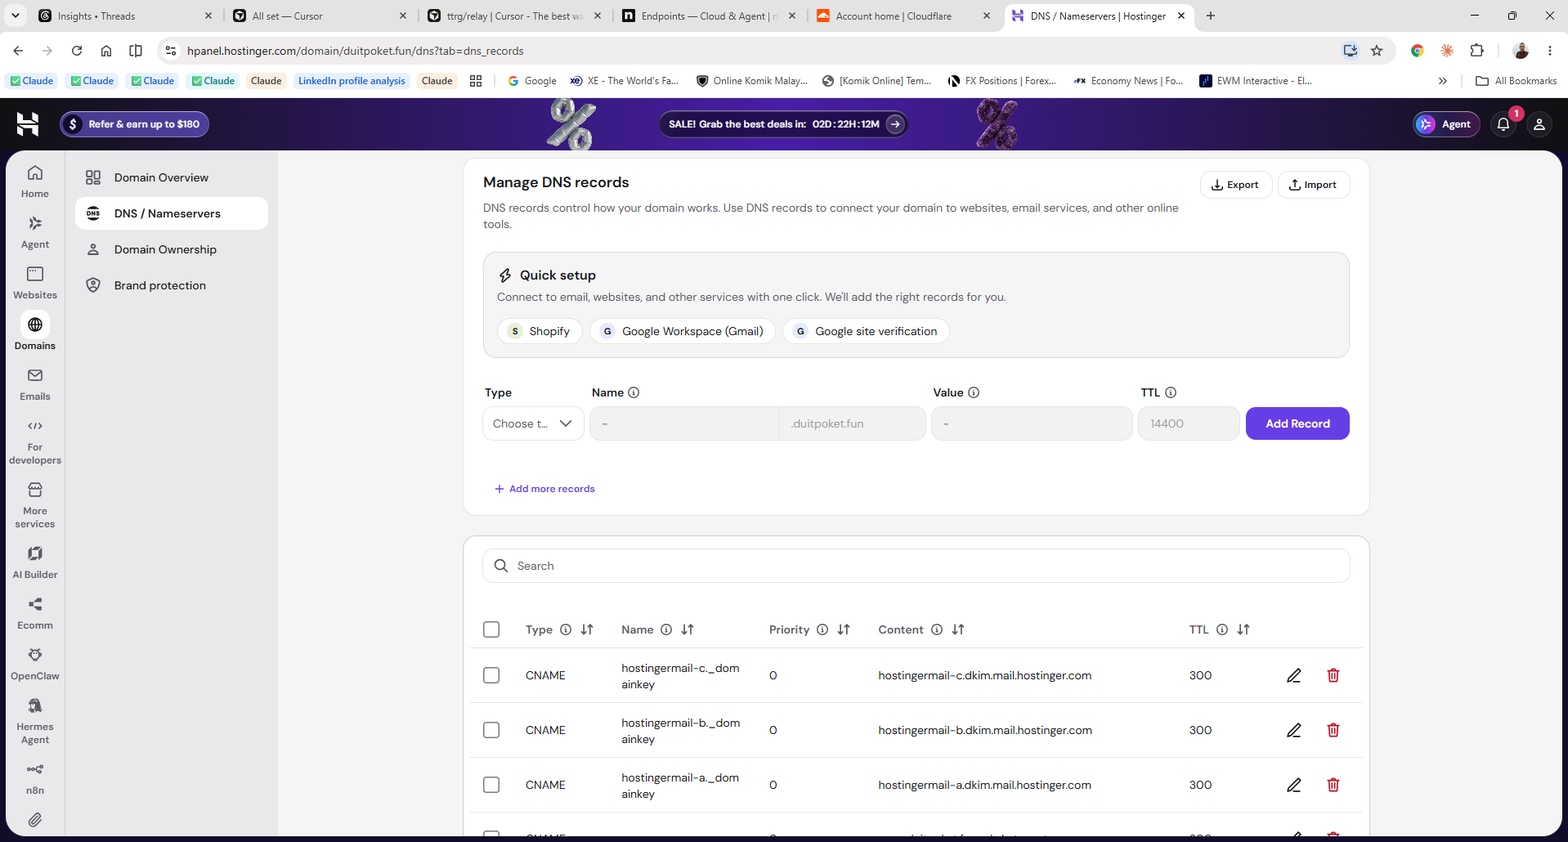 Insights • Threads
All set — Cursor
ttrg/relay | Cursor - The best wa
Endpoints — Cloud & Agent | n
Account home | Cloudflare
DNS / Nameservers | Hostinger
hpanel.hostinger.com/domain/duitpoket.fun/dns?tab=dns_records
Claude
Claude
Claude
Claude
Claude
LinkedIn profile analysis
Claude
Google
XE - The World's Fa...
Online Komik Malay...
[Komik Online] Tem...
FX Positions | Forex...
Economy News | Fo...
EWM Interactive - El...
All Bookmarks
Refer & earn up to $180
SALE! Grab the best deals in: 02D : 22H : 12M
Agent
1
Home
Agent
Websites
Domains
Emails
For developers
More services
AI Builder
Ecomm
OpenClaw
Hermes Agent
n8n
Domain Overview
DNS / Nameservers
Domain Ownership
Brand protection
Manage DNS records
Export
Import
DNS records control how your domain works. Use DNS records to connect your domain to websites, email services, and other online
tools.
Quick setup
Connect to email, websites, and other services with one click. We'll add the right records for you.
S Shopify
G Google Workspace (Gmail)
G Google site verification
Type
Name
Value
TTL
Choose t...
-
.duitpoket.fun
-
14400
Add Record
+ Add more records
Search
Type Name Priority Content TTL
CNAME hostingermail-c._dom
ainkey 0 hostingermail-c.dkim.mail.hostinger.com 300
CNAME hostingermail-b._dom
ainkey 0 hostingermail-b.dkim.mail.hostinger.com 300
CNAME hostingermail-a._dom
ainkey 0 hostingermail-a.dkim.mail.hostinger.com 300